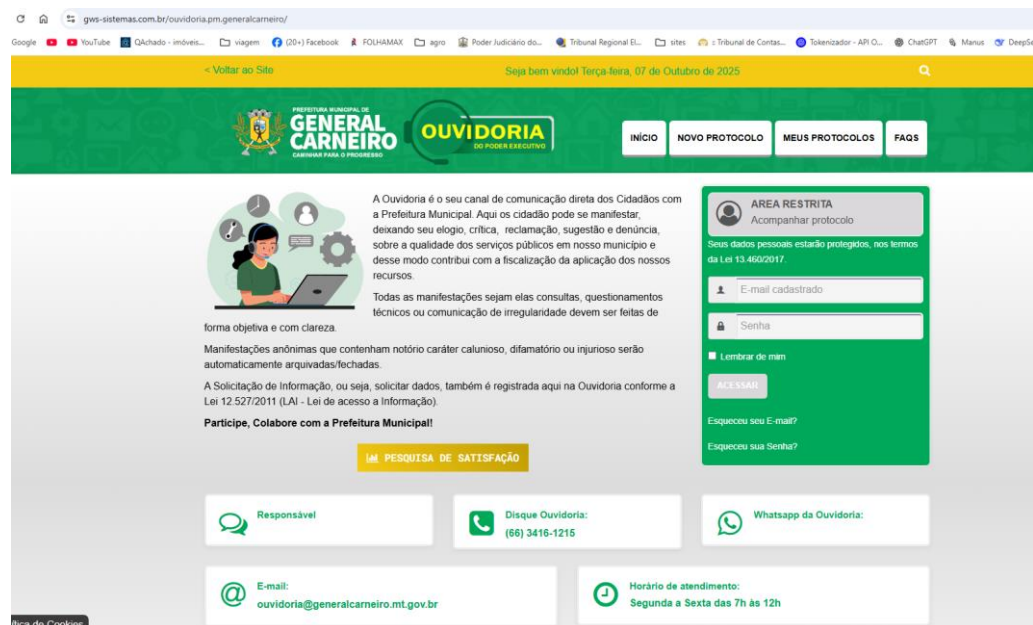 gws-sistemas.com.br/ouvidoria.pm.generalcarneiro/
Google YouTube QAchado - imóveis... viagem (20+) Facebook FOLHAMAX agro Poder Judiciário do... Tribunal Regional El... sites :: Tribunal de Contas... Tokenizador - API O... ChatGPT Manus DeepSe
< Voltar ao Site Seja bem vindo! Terça-feira, 07 de Outubro de 2025
PREFEITURA MUNICIPAL DE
GENERAL
CARNEIRO
CAMINHAR PARA O PROGRESSO
OUVIDORIA
DO PODER EXECUTIVO
INÍCIO NOVO PROTOCOLO MEUS PROTOCOLOS FAQS
A Ouvidoria é o seu canal de comunicação direta dos Cidadãos com
a Prefeitura Municipal. Aqui os cidadão pode se manifestar,
deixando seu elogio, crítica, reclamação, sugestão e denúncia,
sobre a qualidade dos serviços públicos em nosso município e
desse modo contribui com a fiscalização da aplicação dos nossos
recursos.
Todas as manifestações sejam elas consultas, questionamentos
técnicos ou comunicação de irregularidade devem ser feitas de
forma objetiva e com clareza.
Manifestações anônimas que contenham notório caráter calunioso, difamatório ou injurioso serão
automaticamente arquivadas/fechadas.
A Solicitação de Informação, ou seja, solicitar dados, também é registrada aqui na Ouvidoria conforme a
Lei 12.527/2011 (LAI - Lei de acesso a Informação).
Participe, Colabore com a Prefeitura Municipal!
PESQUISA DE SATISFAÇÃO
AREA RESTRITA
Acompanhar protocolo
Seus dados pessoais estarão protegidos, nos termos
da Lei 13.460/2017.
E-mail cadastrado
Senha
Lembrar de mim
ACESSAR
Esqueceu seu E-mail?
Esqueceu sua Senha?
Responsável
Disque Ouvidoria:
(66) 3416-1215
Whatsapp da Ouvidoria:
E-mail:
ouvidoria@generalcarneiro.mt.gov.br
Horário de atendimento:
Segunda a Sexta das 7h às 12h
ítica de Cookies